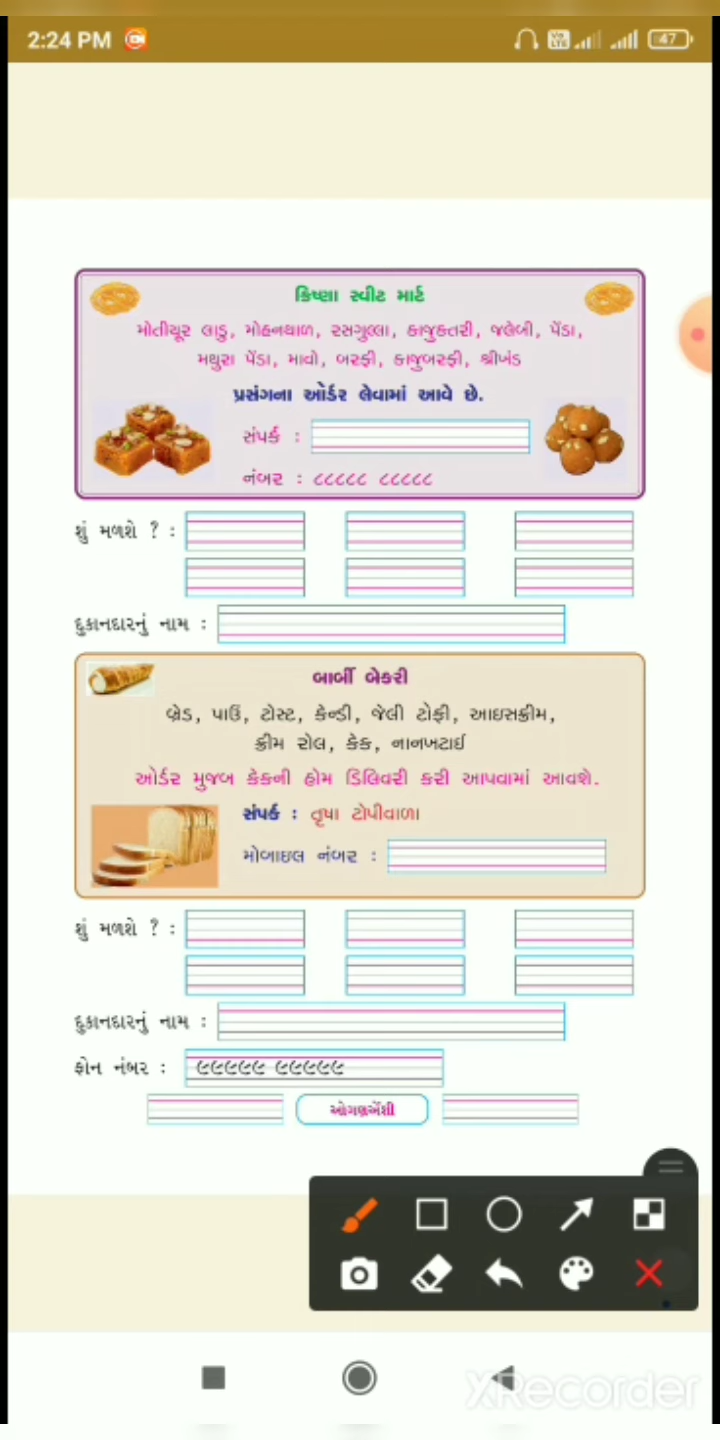 2:24 PM
47
ક્રિષ્ણા સ્વીટ માર્ટ
મોતીચૂર લાડુ, મોહનથાળ, રસગુલ્લા, કાજુકતરી, જલેબી, પેંડા,
મથુરા પેંડા, માવો, બરફી, કાજુબરફી, શ્રીખંડ
પ્રસંગના ઓર્ડર લેવામાં આવે છે.
સંપર્ક :
નંબર : ૮૮૮૮૮ ૮૮૮૮૮
શું મળશે ? :
દુકાનદારનું નામ :
બાર્બી બેકરી
બ્રેડ, પાઉં, ટોસ્ટ, કેન્ડી, જેલી ટોફી, આઇસક્રીમ,
ક્રીમ રોલ, કેક, નાનખટાઈ
ઓર્ડર મુજબ કેકની હોમ ડિલિવરી કરી આપવામાં આવશે.
સંપર્ક : તૃષા ટોપીવાળા
મોબાઇલ નંબર :
શું મળશે ? :
દુકાનદારનું નામ :
ફોન નંબર : ૯૯૯૯૯ ૯૯૯૯૯
ઓગણએંશી
XRecorder